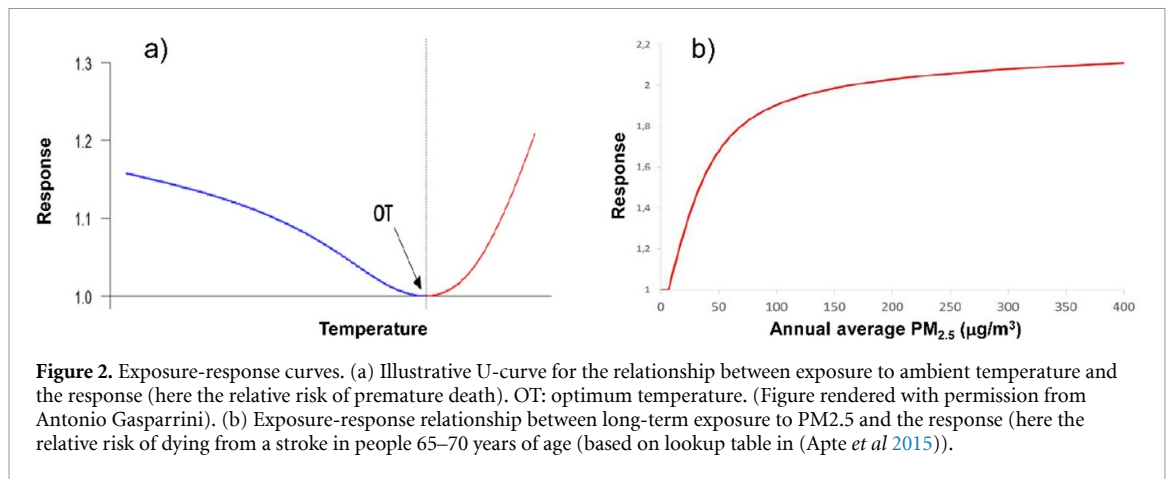 a)
1.3
1.2
1.1
1.0
Response
OT
Temperature
b)
2,2
2
1,8
1,6
1,4
1,2
1
Response
0 50 100 150 200 250 300 350 400
Annual average PM2.5 (µg/m³)
Figure 2. Exposure-response curves. (a) Illustrative U-curve for the relationship between exposure to ambient temperature and
the response (here the relative risk of premature death). OT: optimum temperature. (Figure rendered with permission from
Antonio Gasparrini). (b) Exposure-response relationship between long-term exposure to PM2.5 and the response (here the
relative risk of dying from a stroke in people 65–70 years of age (based on lookup table in (Apte et al 2015)).